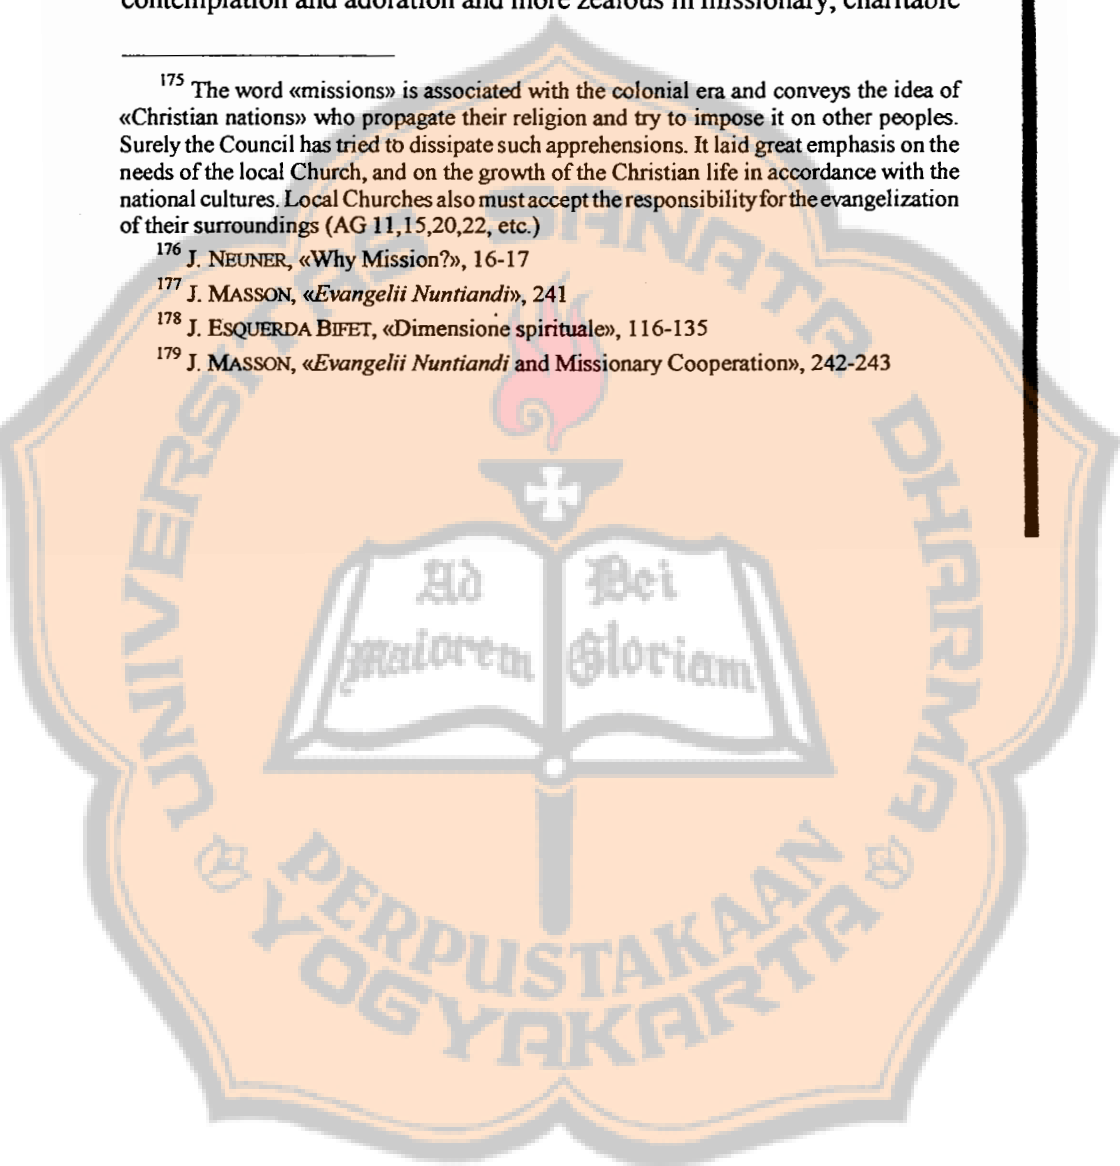 contemplation and adoration and more zealous in missionary, charitable
175 The word «missions» is associated with the colonial era and conveys the idea of
«Christian nations» who propagate their religion and try to impose it on other peoples.
Surely the Council has tried to dissipate such apprehensions. It laid great emphasis on the
needs of the local Church, and on the growth of the Christian life in accordance with the
national cultures. Local Churches also must accept the responsibility for the evangelization
of their surroundings (AG 11,15,20,22, etc.)
176 J. NEUNER, «Why Mission?», 16-17
177 J. MASSON, «Evangelii Nuntiandi», 241
178 J. ESQUERDA BIFET, «Dimensione spirituale», 116-135
179 J. MASSON, «Evangelii Nuntiandi and Missionary Cooperation», 242-243
UNIVERSITAS SANATA DHARMA
Ad Dei
maiorem Gloriam
PERPUSTAKAAN
YOGYAKARTA